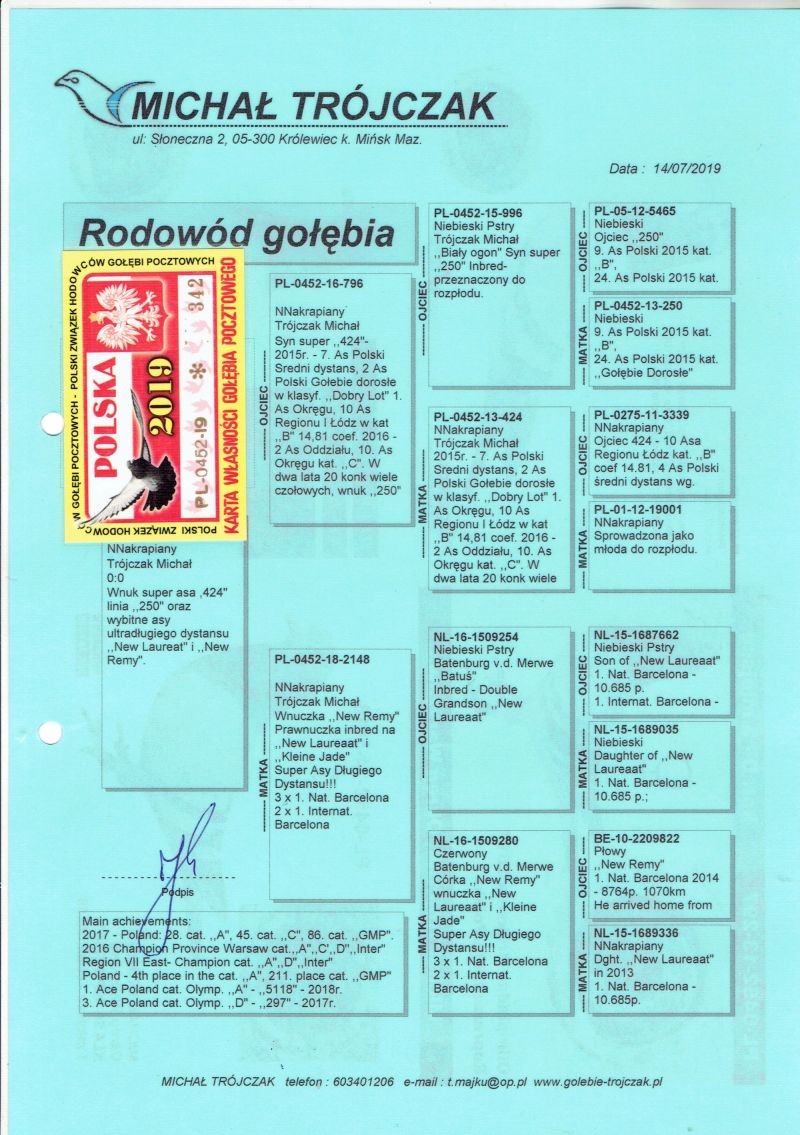 MICHAŁ TRÓJCZAK
ul: Słoneczna 2, 05-300 Królewiec k. Mińsk Maz.
Data : 14/07/2019
Rodowód gołębia
W GOŁĘBI POCZTOWYCH - POLSKI ZWIĄZEK HODOWCÓW GOŁĘBI POCZTOWYCH
POLSKI ZWIĄZEK HODOWC
POLSKA
2019
PL-0452-19 * 342
KARTA WŁASNOŚCI GOŁĘBIA POCZTOWEGO
NNakrapiany
Trójczak Michał
0:0
Wnuk super asa ,424"
linia ,,250" oraz
wybitne asy
ultradługiego dystansu
,,New Laureat" i ,,New
Remy".
OJCIEC
PL-0452-16-796
NNakrapiany
Trójczak Michał
Syn super ,,424"-
2015r. - 7. As Polski
Sredni dystans, 2 As
Polski Gołebie dorosłe
w klasyf. ,,Dobry Lot" 1.
As Okręgu, 10 As
Regionu I Łódz w kat
,,B" 14,81 coef. 2016 -
2 As Oddziału, 10. As
Okręgu kat. ,,C". W
dwa lata 20 konk wiele
czołowych, wnuk ,,250"
MATKA
PL-0452-18-2148
NNakrapiany
Trójczak Michał
Wnuczka ,,New Remy"
Prawnuczka inbred na
,,New Laureaat" i
,,Kleine Jade"
Super Asy Długiego
Dystansu!!!
3 x 1. Nat. Barcelona
2 x 1. Internat.
Barcelona
OJCIEC
PL-0452-15-996
Niebieski Pstry
Trójczak Michał
,,Biały ogon" Syn super
,,250" Inbred-
przeznaczony do
rozpłodu.
MATKA
PL-0452-13-424
NNakrapiany
Trójczak Michał
2015r. - 7. As Polski
Sredni dystans, 2 As
Polski Gołebie dorosłe
w klasyf. ,,Dobry Lot" 1.
As Okręgu, 10 As
Regionu I Łódz w kat
,,B" 14,81 coef. 2016 -
2 As Oddziału, 10. As
Okręgu kat. ,,C". W
dwa lata 20 konk wiele
OJCIEC
NL-16-1509254
Niebieski Pstry
Batenburg v.d. Merwe
,,Batuś"
Inbred - Double
Grandson ,,New
Laureaat"
MATKA
NL-16-1509280
Czerwony
Batenburg v.d. Merwe
Córka ,,New Remy"
wnuczka ,,New
Laureaat" i ,,Kleine
Jade"
Super Asy Długiego
Dystansu!!!
3 x 1. Nat. Barcelona
2 x 1. Internat.
Barcelona
OJCIEC
PL-05-12-5465
Niebieski
Ojciec ,,250"
9. As Polski 2015 kat.
,,B",
24. As Polski 2015 kat.
MATKA
PL-0452-13-250
Niebieski
9. As Polski 2015 kat.
,,B",
24. As Polski 2015 kat.
,,Gołębie Dorosłe"
OJCIEC
PL-0275-11-3339
NNakrapiany
Ojciec 424 - 10 Asa
Regionu Łódz kat. ,,B"
coef 14.81, 4 As Polski
średni dystans wg.
MATKA
PL-01-12-19001
NNakrapiany
Sprowadzona jako
młoda do rozpłodu.
OJCIEC
NL-15-1687662
Niebieski Pstry
Son of ,,New Laureaat"
1. Nat. Barcelona -
10.685 p.
1. Internat. Barcelona -
MATKA
NL-15-1689035
Niebieski
Daughter of ,,New
Laureaat"
1. Nat. Barcelona -
10.685 p.;
OJCIEC
BE-10-2209822
Płowy
,,New Remy"
1. Nat. Barcelona 2014
- 8764p. 1070km
He arrived home from
MATKA
NL-15-1689336
NNakrapiany
Dght. ,,New Laureaat"
in 2013
1. Nat. Barcelona -
10.685p.
Podpis
Main achievements:
2017 - Poland: 28. cat. ,,A", 45. cat. ,,C", 86. cat. ,,GMP".
2016 Champion Province Warsaw cat.,,A",,C',,D",,Inter"
Region VII East- Champion cat. ,,A",,D",,Inter"
Poland - 4th place in the cat. ,,A", 211. place cat. ,,GMP"
1. Ace Poland cat. Olymp. ,,A" - ,,5118" - 2018r.
3. Ace Poland cat. Olymp. ,,D" - ,,297" - 2017r.
MICHAŁ TRÓJCZAK telefon : 603401206 e-mail : t.majku@op.pl www.golebie-trojczak.pl